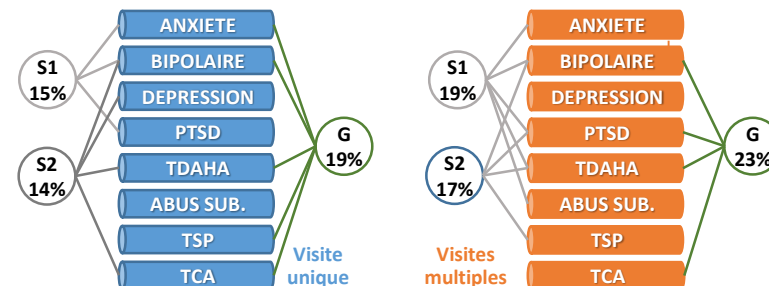 ANXIETE
BIPOLAIRE
DEPRESSION
PTSD
TDAHA
ABUS SUB.
TSP
TCA
S1
15%
S2
14%
G
19%
Visite
unique
ANXIETE
BIPOLAIRE
DEPRESSION
PTSD
TDAHA
ABUS SUB.
TSP
TCA
S1
19%
S2
17%
G
23%
Visites
multiples